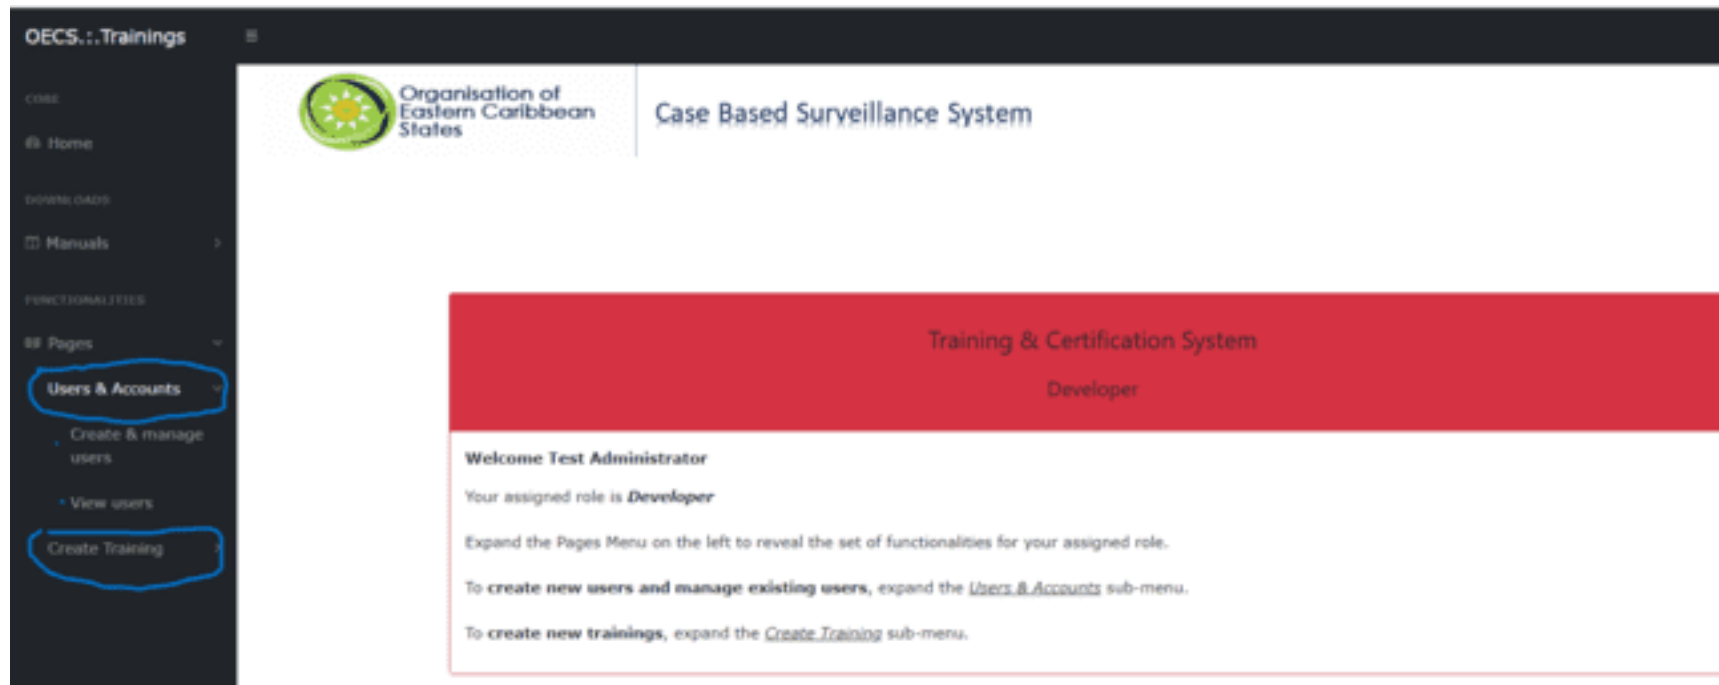 OECS.:.Trainings
CORE
Home
DOWNLOADS
Manuals
FUNCTIONALITIES
Pages
Users & Accounts
Create & manage
users
View users
Create Training
Organisation of
Eastern Caribbean
States
Case Based Surveillance System
Training & Certification System
Developer
Welcome Test Administrator
Your assigned role is Developer
Expand the Pages Menu on the left to reveal the set of functionalities for your assigned role.
To create new users and manage existing users, expand the Users & Accounts sub-menu.
To create new trainings, expand the Create Training sub-menu.